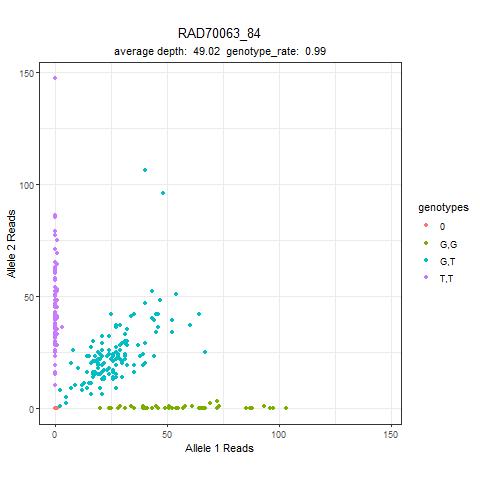 RAD70063_84
average depth: 49.02 genotype_rate: 0.99
150
100
50
0
Allele 2 Reads
0
50
100
150
Allele 1 Reads
genotypes
0
G,G
G,T
T,T